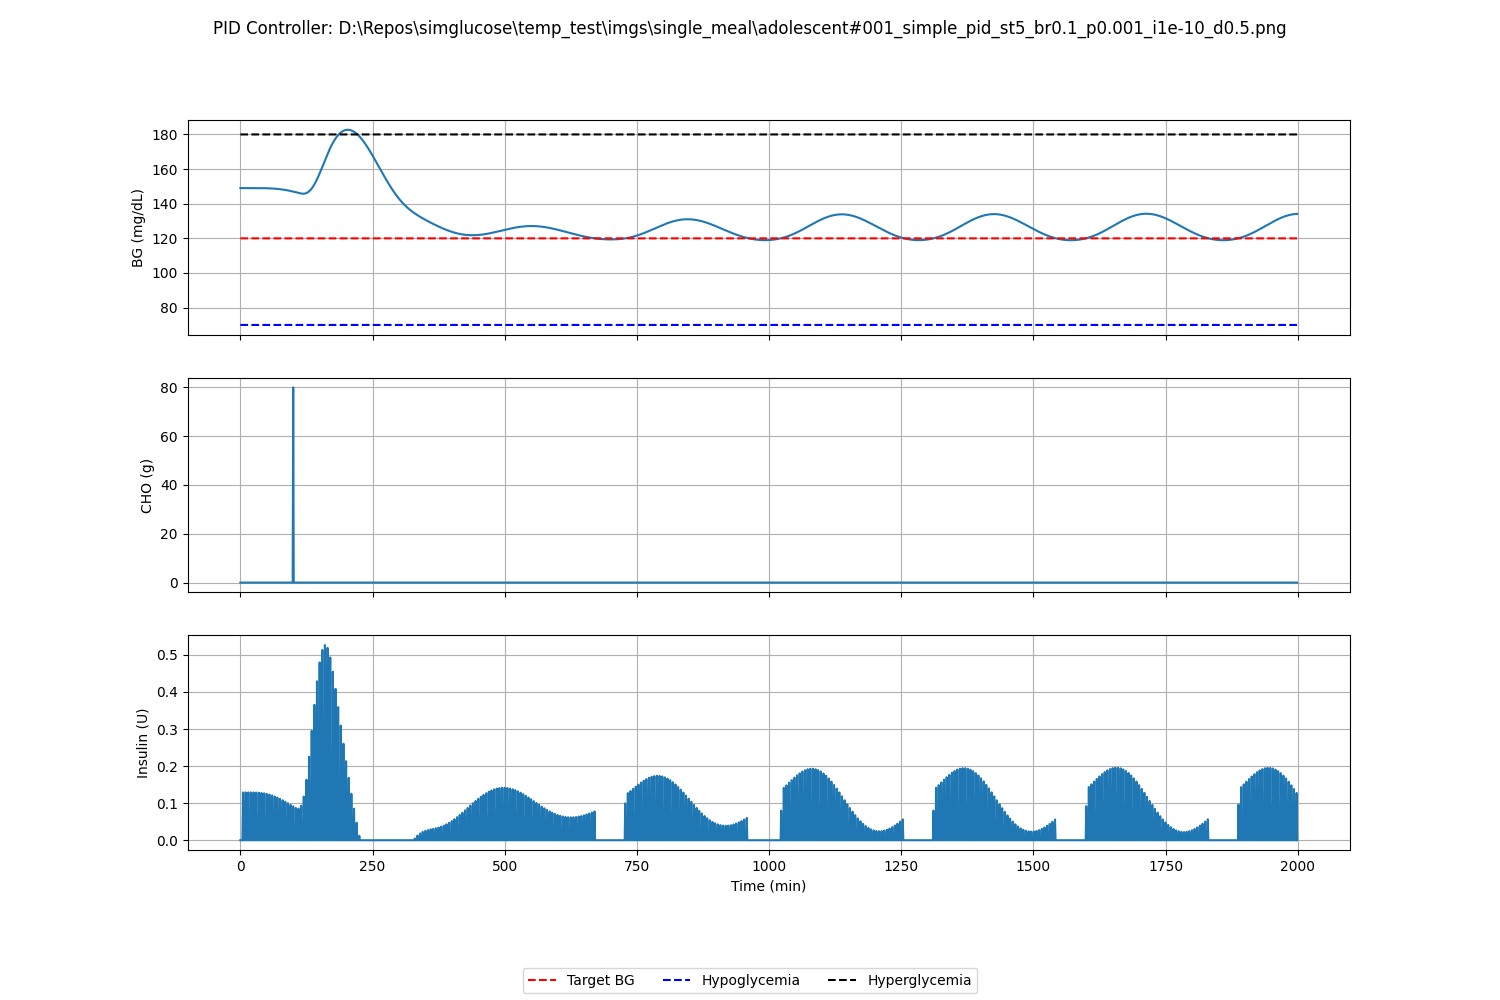 PID Controller: D:\Repos\simglucose\temp_test\imgs\single_meal\adolescent#001_simple_pid_st5_br0.1_p0.001_i1e-10_d0.5.png
180
160
140
120
100
80
BG (mg/dL)
80
60
40
20
0
CHO (g)
0.5
0.4
0.3
0.2
0.1
0.0
Insulin (U)
0 250 500 750 1000 1250 1500 1750 2000
Time (min)
Target BG Hypoglycemia Hyperglycemia